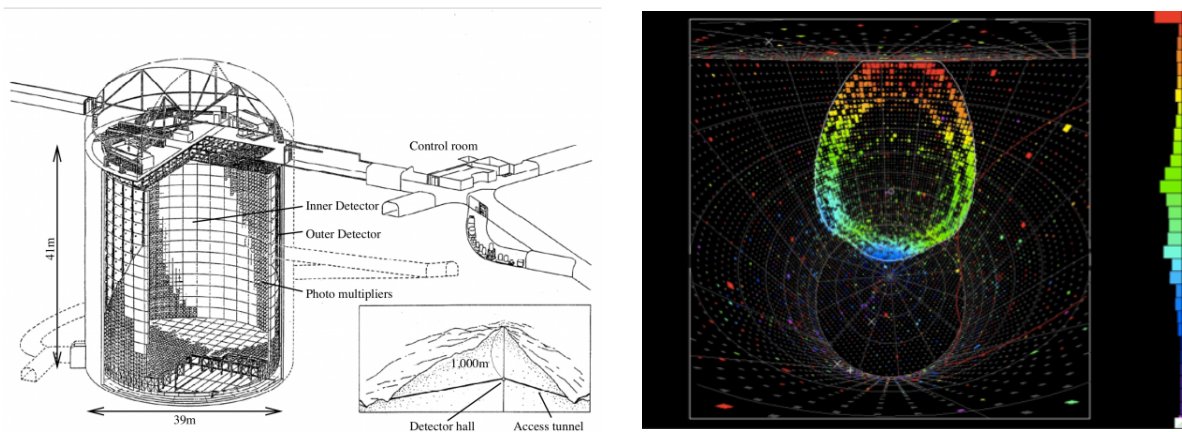 Control room
Inner Detector
Outer Detector
41m
Photo multipliers
1,000m
39m
Detector hall
Access tunnel